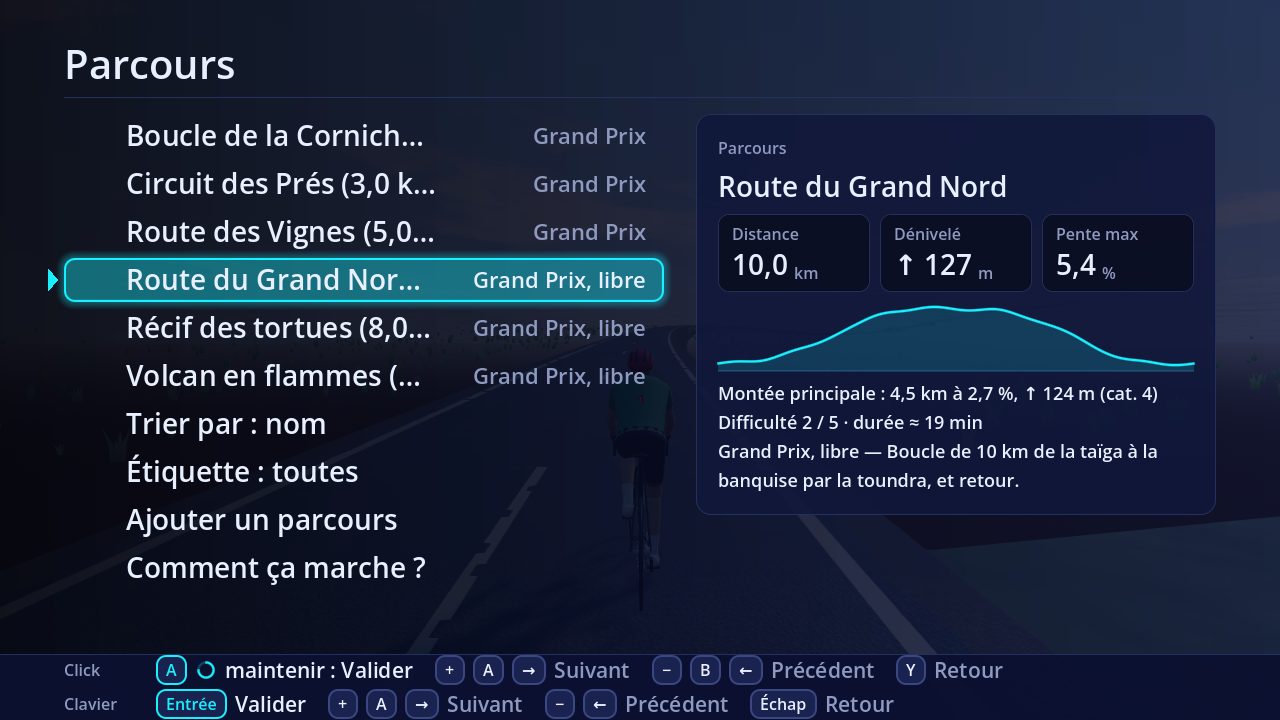 Parcours
Boucle de la Cornich... Grand Prix
Circuit des Prés (3,0 k... Grand Prix
Route des Vignes (5,0... Grand Prix
Route du Grand Nor... Grand Prix, libre
Récif des tortues (8,0... Grand Prix, libre
Volcan en flammes (... Grand Prix, libre
Trier par : nom
Étiquette : toutes
Ajouter un parcours
Comment ça marche ?
Parcours
Route du Grand Nord
Distance Dénivelé Pente max
10,0 km ↑ 127 m 5,4 %
Montée principale : 4,5 km à 2,7 %, ↑ 124 m (cat. 4)
Difficulté 2 / 5 · durée ≈ 19 min
Grand Prix, libre — Boucle de 10 km de la taïga à la
banquise par la toundra, et retour.
Click A maintenir : Valider + A → Suivant − B ← Précédent Y Retour
Clavier Entrée Valider + A → Suivant − ← Précédent Échap Retour